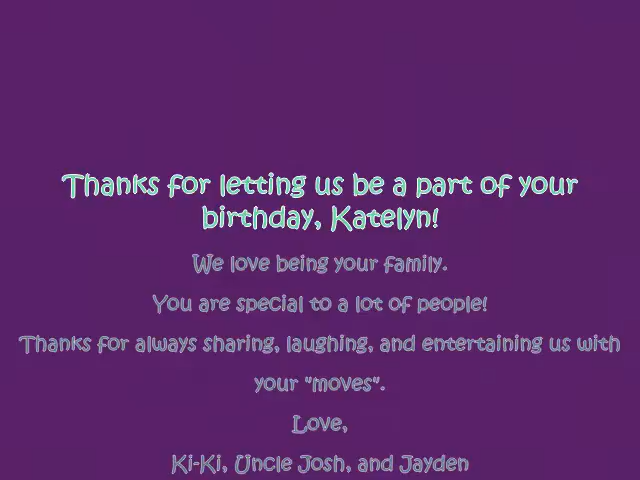 Thanks for letting us be a part of your
birthday, Katelyn!
We love being your family.
You are special to a lot of people!
Thanks for always sharing, laughing, and entertaining us with
your "moves".
Love,
Ki-Ki, Uncle Josh, and Jayden